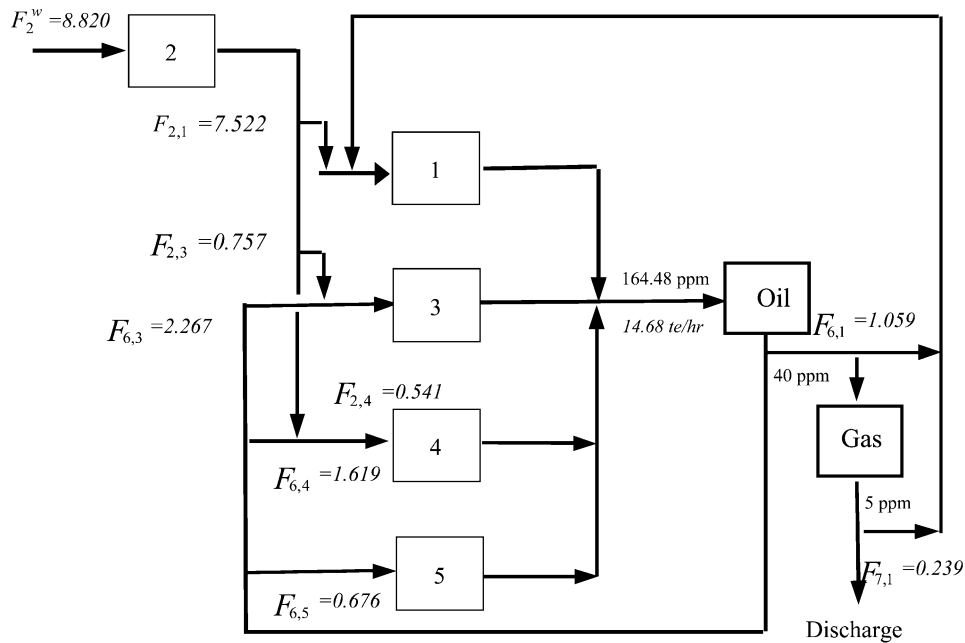 F₂ʷ =8.820
2
F₂,₁ =7.522
1
F₂,₃ =0.757
164.48 ppm
Oil
3
14.68 te/hr
F₆,₃ =2.267
F₆,₁ =1.059
40 ppm
F₂,₄ =0.541
4
Gas
F₆,₄ =1.619
5 ppm
5
F₇,₁ =0.239
F₆,₅ =0.676
Discharge